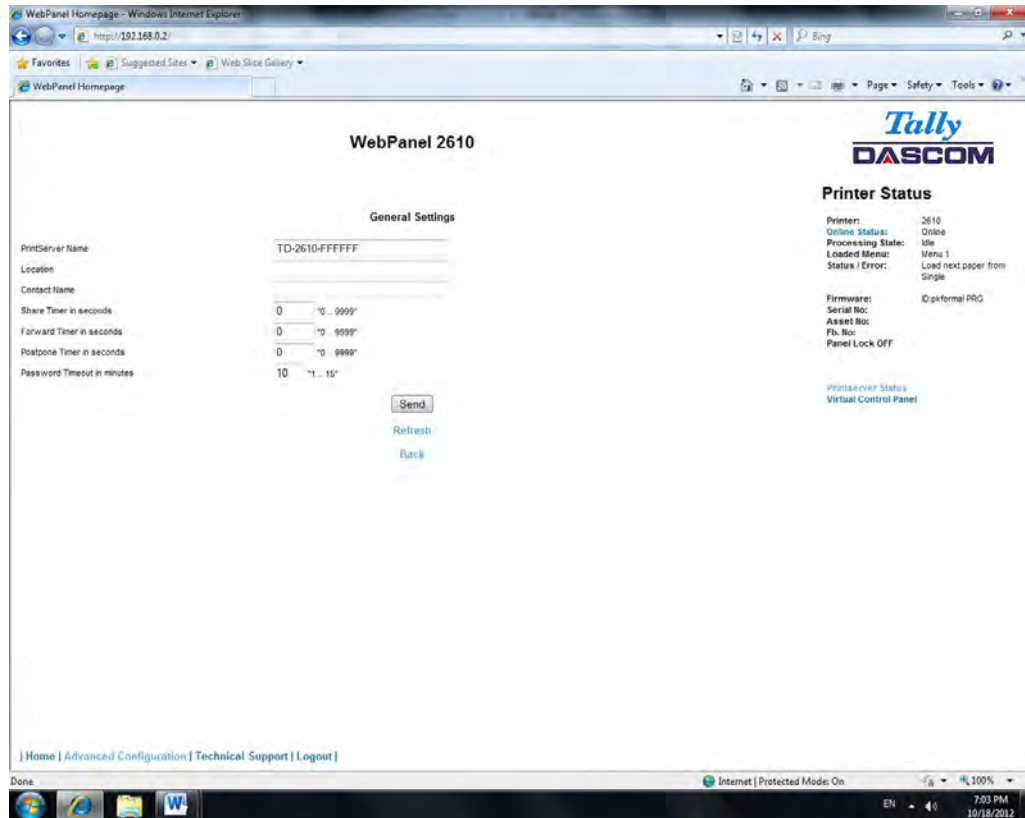 WebPanel Homepage - Windows Internet Explorer
http://192.168.0.2/
Bing
Favorites Suggested Sites Web Slice Gallery
WebPanel Homepage
Page Safety Tools
Tally
DASCOM
WebPanel 2610
Printer Status
General Settings
Printer: 2610
Online Status: Online
Processing State: Idle
Loaded Menu: Menu 1
Status / Error: Load next paper from
Single
Firmware: ID:pkformal PRG
Serial No:
Asset No:
Fb. No:
Panel Lock OFF
Printserver Status
Virtual Control Panel
PrintServer Name TD-2610-FFFFFF
Location
Contact Name
Share Timer in seconds 0 "0 .. 9999"
Forward Timer in seconds 0 "0 .. 9999"
Postpone Timer in seconds 0 "0 .. 9999"
Password Timeout in minutes 10 "1 .. 15"
Send
Refresh
Back
| Home | Advanced Configuration | Technical Support | Logout |
Done Internet | Protected Mode: On 100%
EN 7:03 PM
10/18/2012